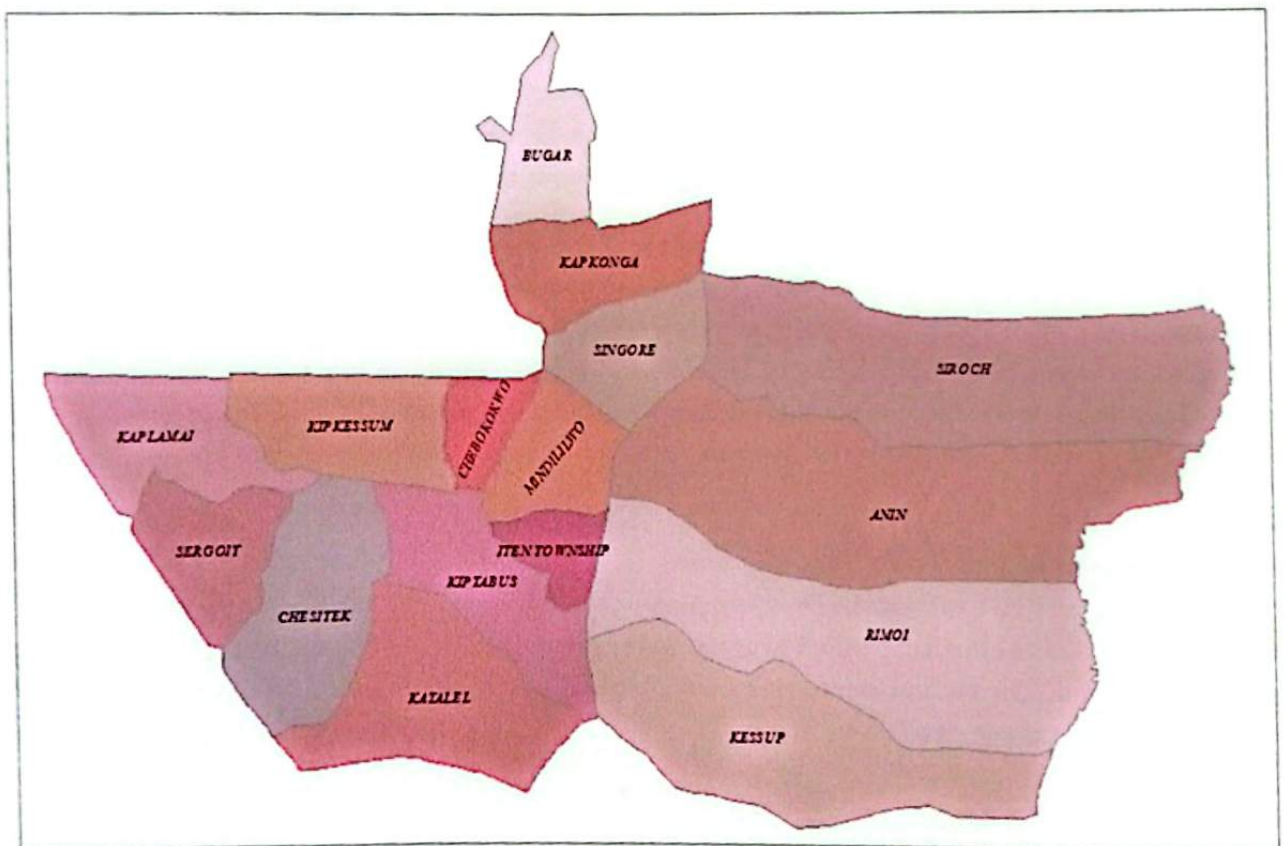 BUGAR
KAPKONGA
SINGORE
SIROCH
KAPLAMAI
KIPKESSUM
CHEBOKOKWO
MINDILILWO
ANIN
SERGOIT
ITEN TOWNSHIP
KIPTABUS
CHESITEK
RIMOI
KATALEL
KESSUP